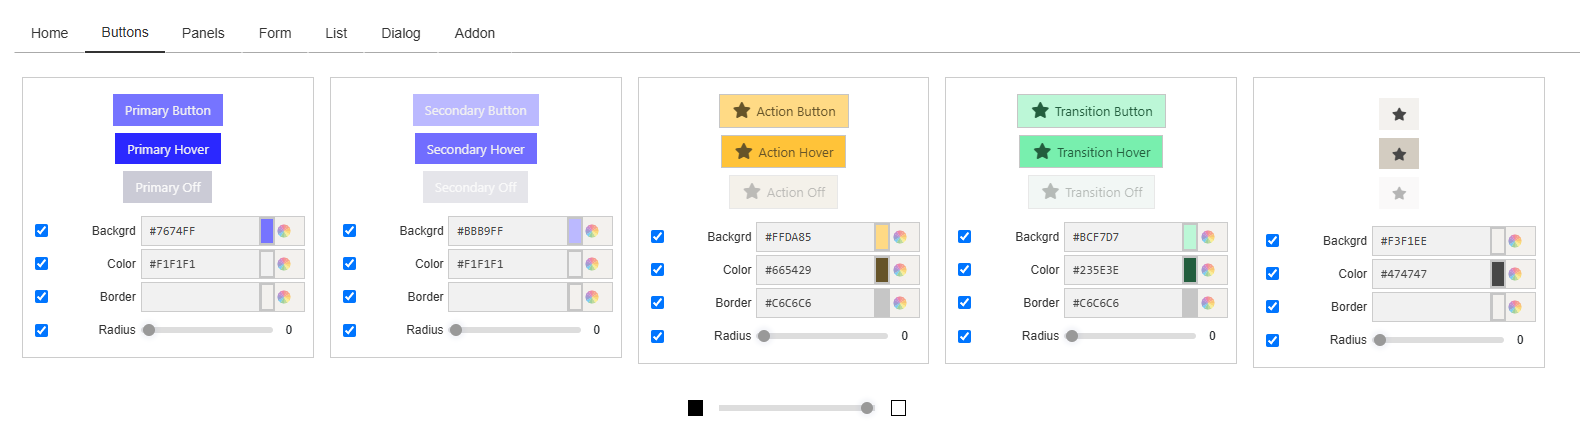 Home Buttons Panels Form List Dialog Addon
Primary Button
Primary Hover
Primary Off
Backgrd #7674FF
Color #F1F1F1
Border
Radius 0
Secondary Button
Secondary Hover
Secondary Off
Backgrd #BBB9FF
Color #F1F1F1
Border
Radius 0
Action Button
Action Hover
Action Off
Backgrd #FFDA85
Color #665429
Border #C6C6C6
Radius 0
Transition Button
Transition Hover
Transition Off
Backgrd #BCF7D7
Color #235E3E
Border #C6C6C6
Radius 0
Backgrd #F3F1EE
Color #474747
Border
Radius 0